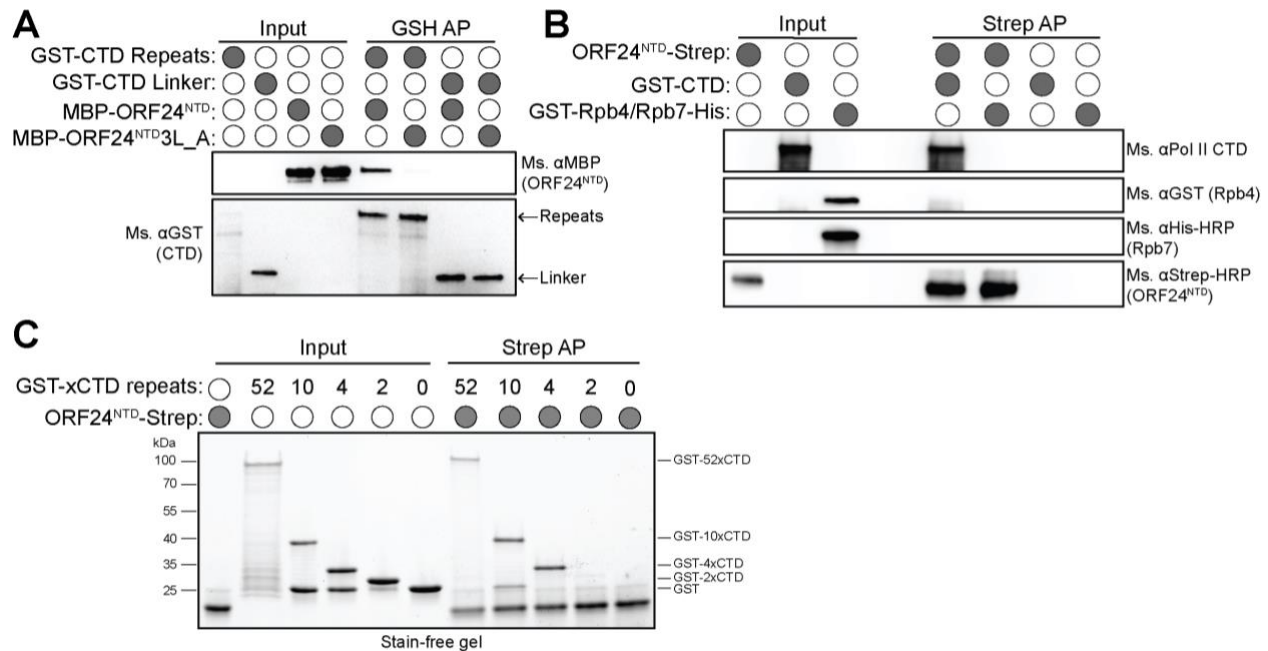 A
Input
GSH AP
GST-CTD Repeats:
GST-CTD Linker:
MBP-ORF24NTD:
MBP-ORF24NTD3L_A:
Ms. αMBP
(ORF24NTD)
Ms. αGST
(CTD)
←Repeats
←Linker
B
Input
Strep AP
ORF24NTD-Strep:
GST-CTD:
GST-Rpb4/Rpb7-His:
Ms. αPol II CTD
Ms. αGST (Rpb4)
Ms. αHis-HRP
(Rpb7)
Ms. αStrep-HRP
(ORF24NTD)
C
Input
Strep AP
GST-xCTD repeats: 52 10 4 2 0 52 10 4 2 0
ORF24NTD-Strep:
kDa
100
70
55
40
35
25
GST-52xCTD
GST-10xCTD
GST-4xCTD
GST-2xCTD
GST
Stain-free gel